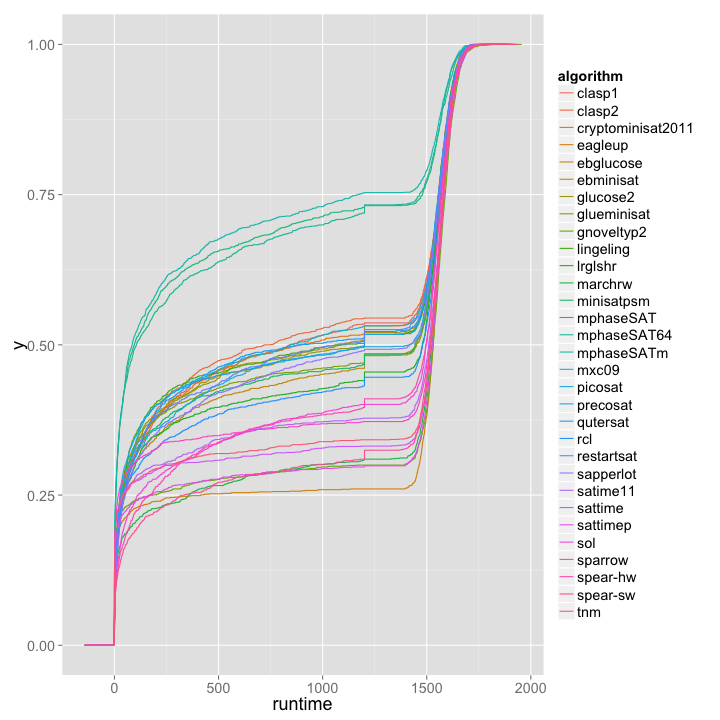 1.00
0.75
0.50
0.25
0.00
y
0
500
1000
1500
2000
runtime
algorithm
clasp1
clasp2
cryptominisat2011
eagleup
ebglucose
ebminisat
glucose2
glueminisat
gnoveltyp2
lingeling
lrglshr
marchrw
minisatpsm
mphaseSAT
mphaseSAT64
mphaseSATm
mxc09
picosat
precosat
qutersat
rcl
restartsat
sapperlot
satime11
sattime
sattimep
sol
sparrow
spear-hw
spear-sw
tnm